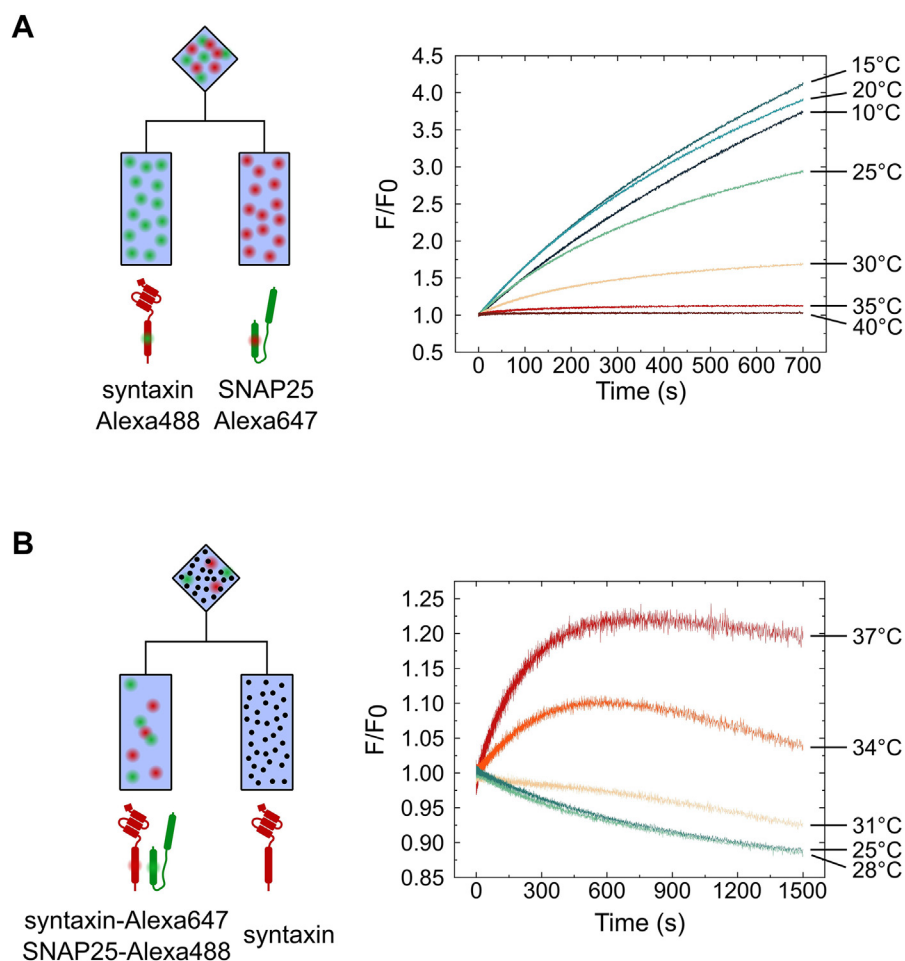 A
syntaxin
Alexa488
SNAP25
Alexa647
F/F0
4.5
4.0
3.5
3.0
2.5
2.0
1.5
1.0
0.5
0 100 200 300 400 500 600 700
Time (s)
15°C
20°C
10°C
25°C
30°C
35°C
40°C
B
syntaxin-Alexa647
SNAP25-Alexa488
syntaxin
F/F0
1.25
1.20
1.15
1.10
1.05
1.00
0.95
0.90
0.85
0 300 600 900 1200 1500
Time (s)
37°C
34°C
31°C
25°C
28°C